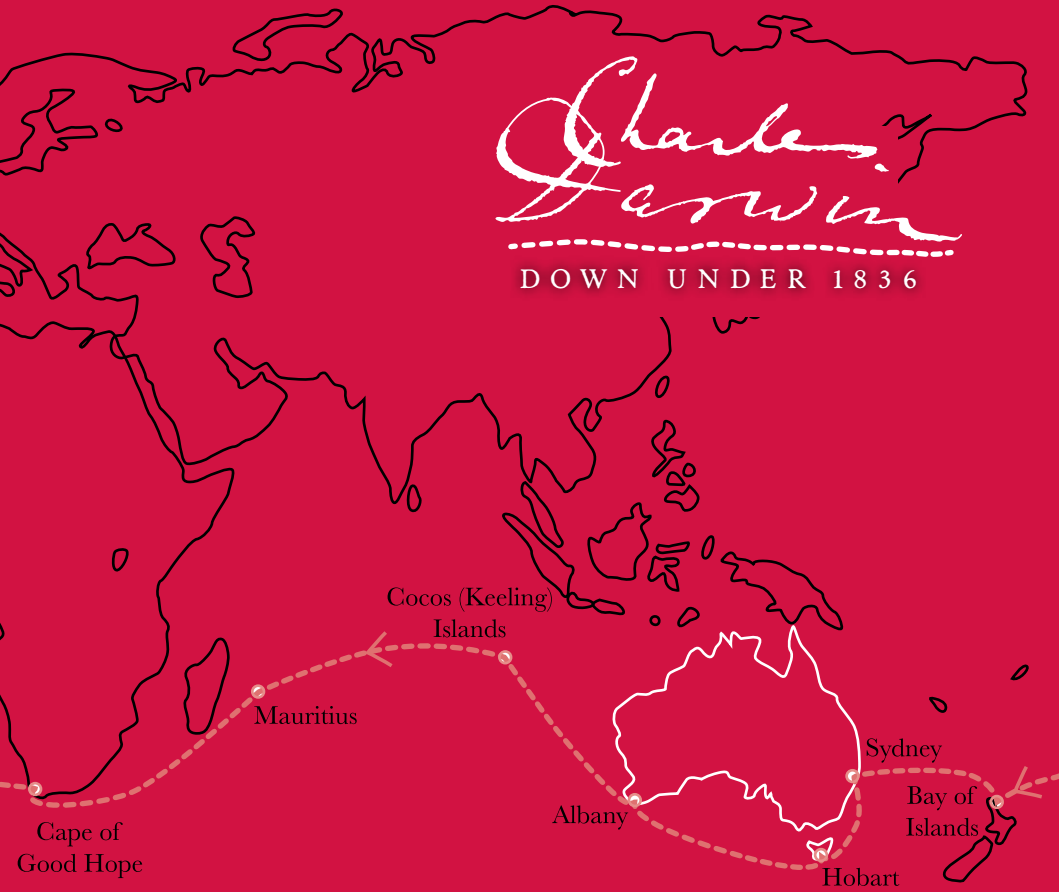 Charles
Darwin
DOWN UNDER 1836
Cocos (Keeling)
Islands
Mauritius
Sydney
Bay of
Islands
Albany
Cape of
Good Hope
Hobart